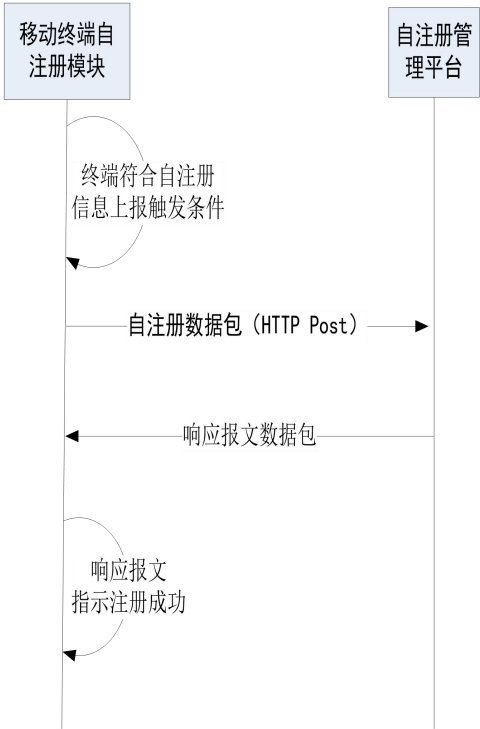 移动终端自
注册模块
自注册管
理平台
终端符合自注册
信息上报触发条件
自注册数据包（HTTP Post）
响应报文数据包
响应报文
指示注册成功